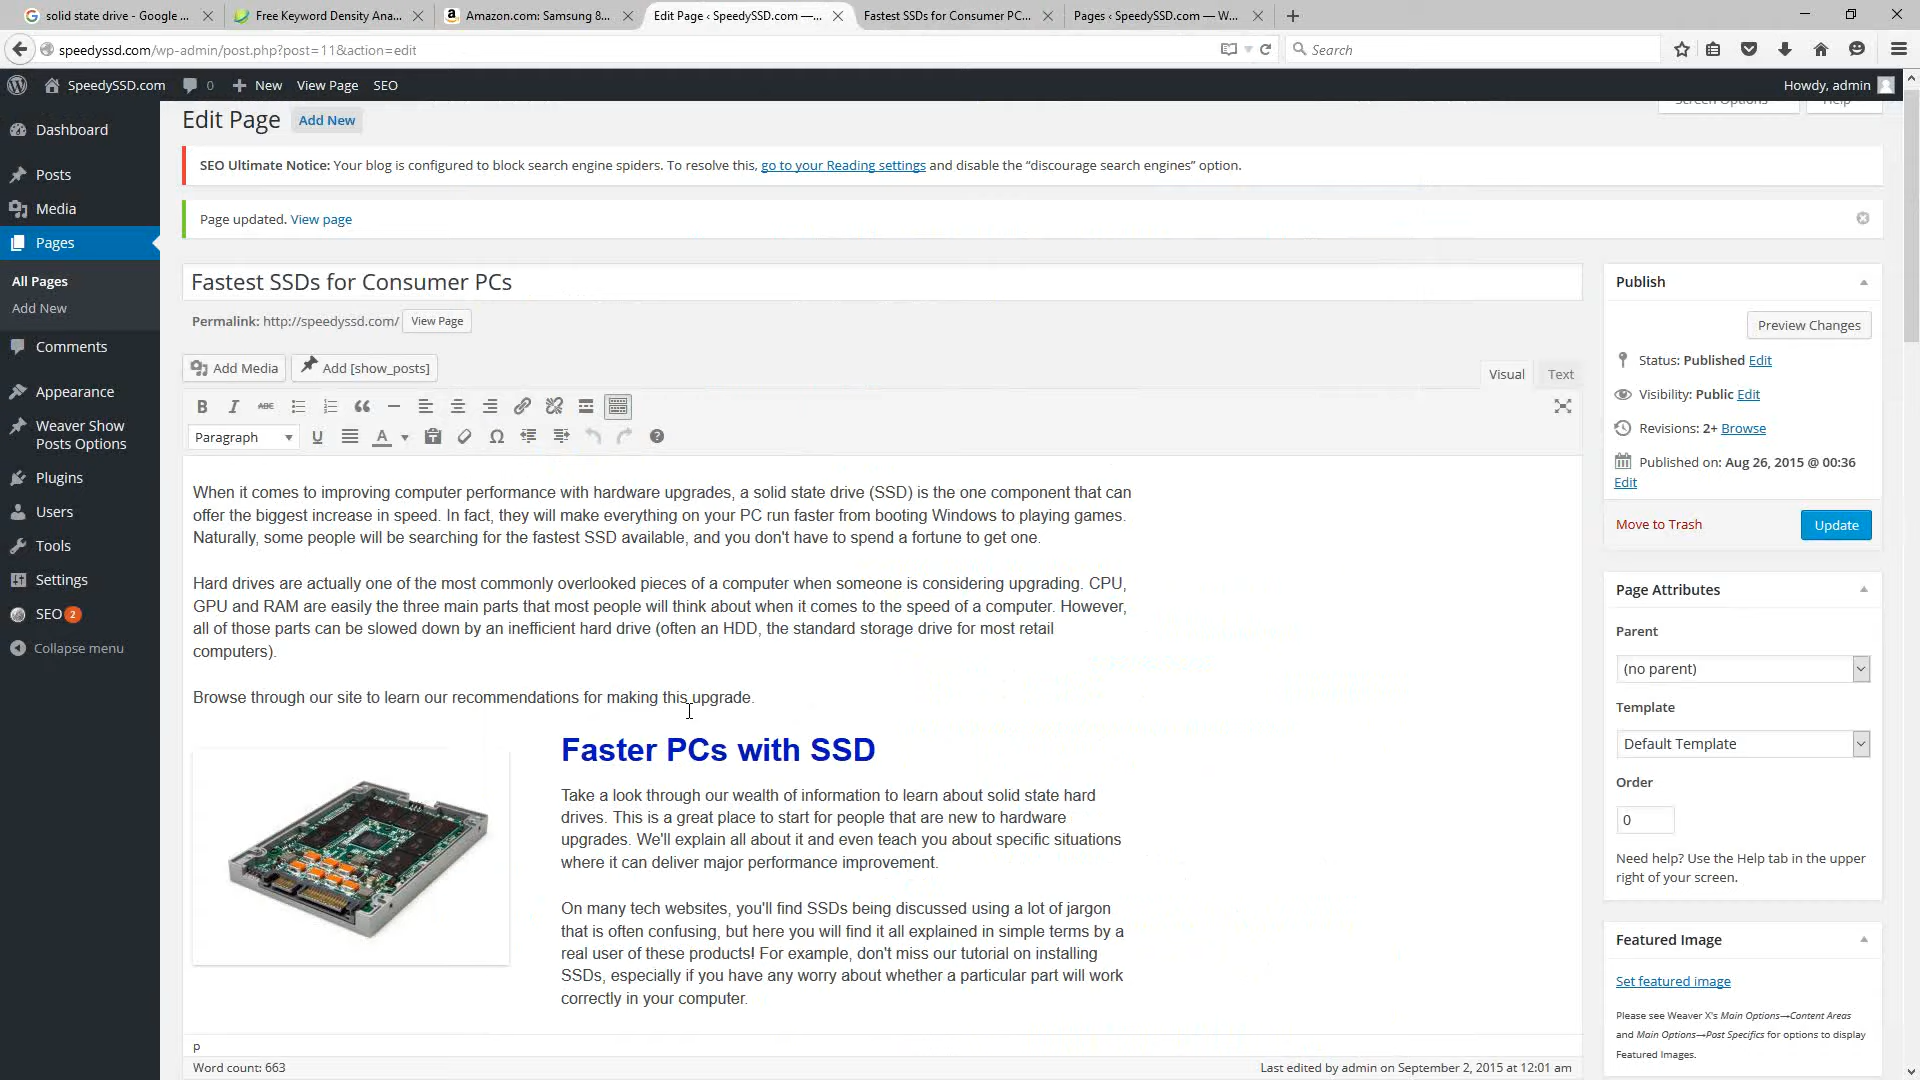 solid state drive - Google ...
Free Keyword Density Ana...
Amazon.com: Samsung 8...
Edit Page ‹ SpeedySSD.com —...
Fastest SSDs for Consumer PC...
Pages ‹ SpeedySSD.com — W...
speedyssd.com/wp-admin/post.php?post=11&action=edit
Search
SpeedySSD.com
0
New
View Page
SEO
Howdy, admin
Dashboard
Posts
Media
Pages
All Pages
Add New
Comments
Appearance
Weaver Show
Posts Options
Plugins
Users
Tools
Settings
SEO 2
Collapse menu
Edit Page
Add New
Screen Options
Help
SEO Ultimate Notice: Your blog is configured to block search engine spiders. To resolve this, go to your Reading settings and disable the “discourage search engines” option.
Page updated. View page
Fastest SSDs for Consumer PCs
Permalink: http://speedyssd.com/ View Page
Add Media
Add [show_posts]
Visual
Text
B I ABC
Paragraph U A
When it comes to improving computer performance with hardware upgrades, a solid state drive (SSD) is the one component that can
offer the biggest increase in speed. In fact, they will make everything on your PC run faster from booting Windows to playing games.
Naturally, some people will be searching for the fastest SSD available, and you don't have to spend a fortune to get one.
Hard drives are actually one of the most commonly overlooked pieces of a computer when someone is considering upgrading. CPU,
GPU and RAM are easily the three main parts that most people will think about when it comes to the speed of a computer. However,
all of those parts can be slowed down by an inefficient hard drive (often an HDD, the standard storage drive for most retail
computers).
Browse through our site to learn our recommendations for making this upgrade.
Faster PCs with SSD
Take a look through our wealth of information to learn about solid state hard
drives. This is a great place to start for people that are new to hardware
upgrades. We'll explain all about it and even teach you about specific situations
where it can deliver major performance improvement.
On many tech websites, you'll find SSDs being discussed using a lot of jargon
that is often confusing, but here you will find it all explained in simple terms by a
real user of these products! For example, don't miss our tutorial on installing
SSDs, especially if you have any worry about whether a particular part will work
correctly in your computer.
p
Word count: 663
Last edited by admin on September 2, 2015 at 12:01 am
Publish
Preview Changes
Status: Published Edit
Visibility: Public Edit
Revisions: 2+ Browse
Published on: Aug 26, 2015 @ 00:36
Edit
Move to Trash
Update
Page Attributes
Parent
(no parent)
Template
Default Template
Order
0
Need help? Use the Help tab in the upper
right of your screen.
Featured Image
Set featured image
Please see Weaver X's Main Options→Content Areas
and Main Options→Post Specifics for options to display
Featured Images.